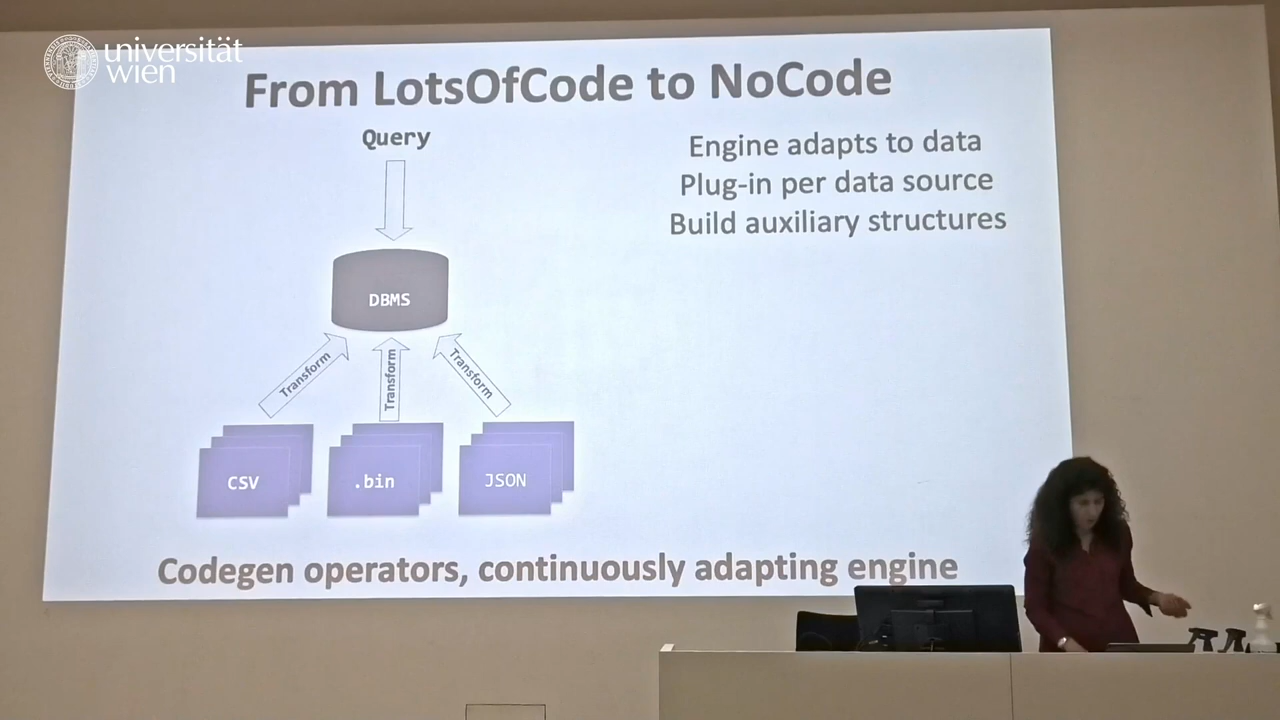 universität
wien
From LotsOfCode to NoCode
Query
Engine adapts to data
Plug-in per data source
Build auxiliary structures
DBMS
Transform
Transform
Transform
CSV
.bin
JSON
Codegen operators, continuously adapting engine